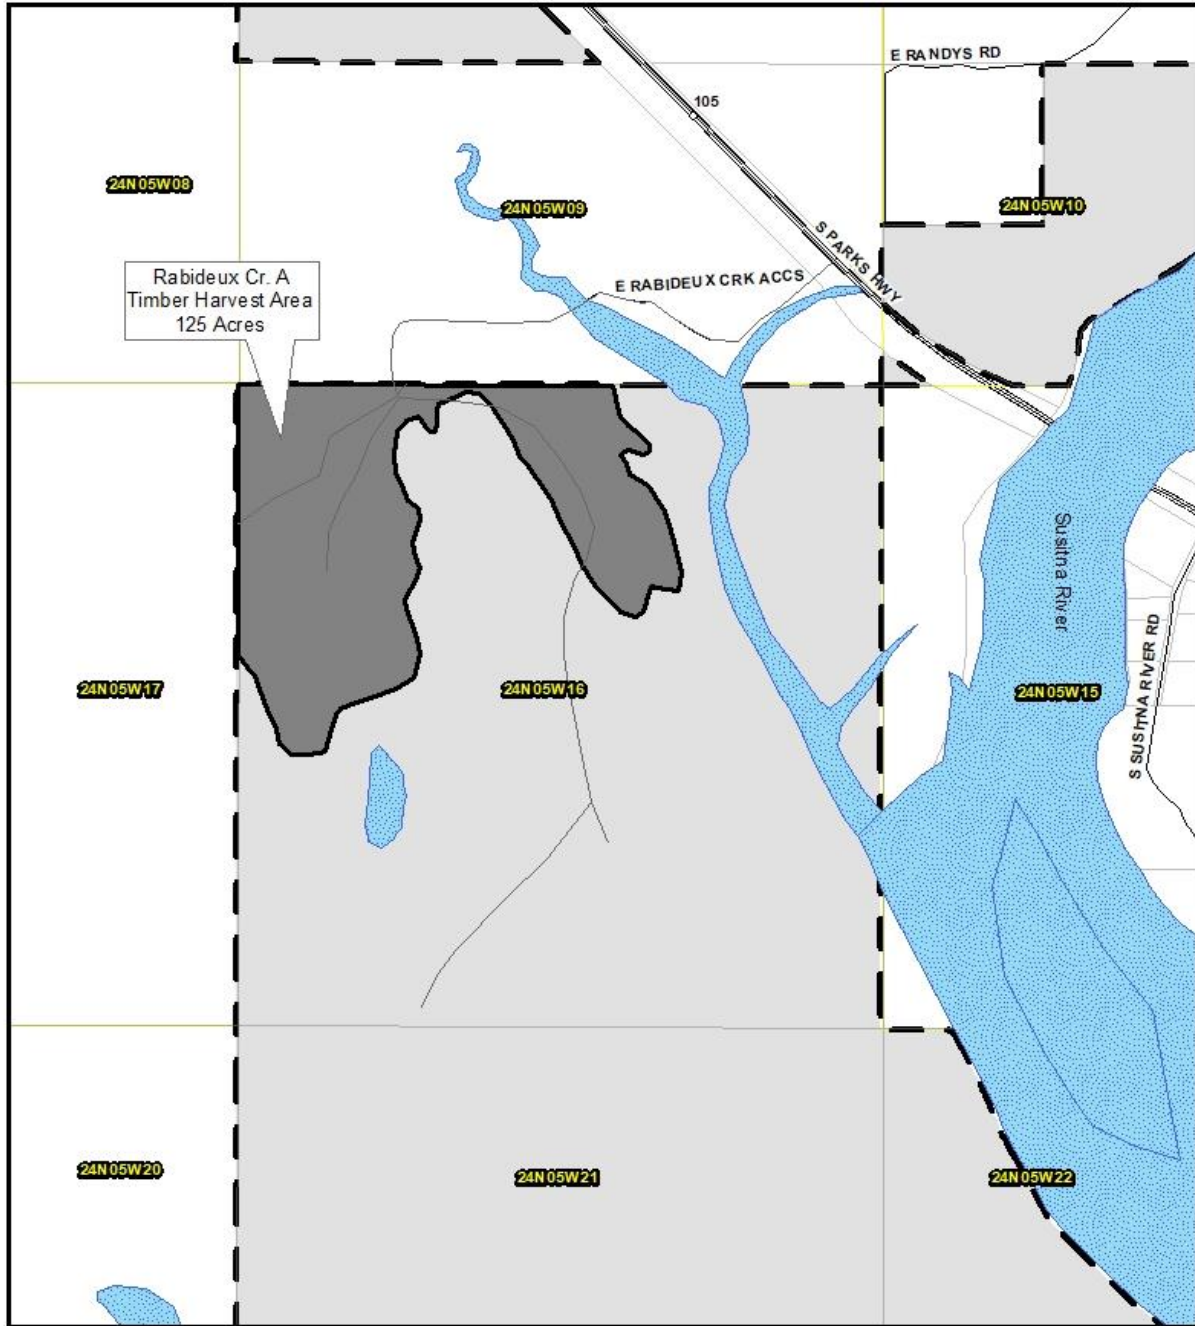 E RANDYS RD
105
24N05W08
24N05W09
24N05W10
S PARKS HWY
Rabideux Cr. A
Timber Harvest Area
125 Acres
E RABIDEUX CRK ACCS
Susitna River
S SUSITNA RIVER RD
24N05W17
24N05W16
24N05W15
24N05W20
24N05W21
24N05W22